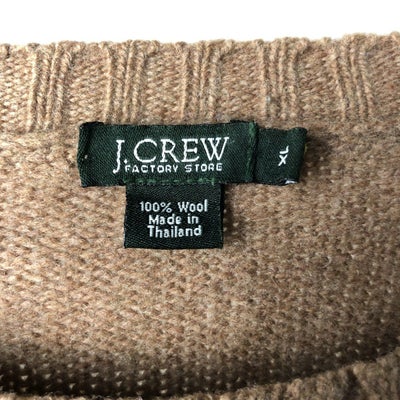 J.CREW
FACTORY STORE
XL
100% Wool
Made in
Thailand